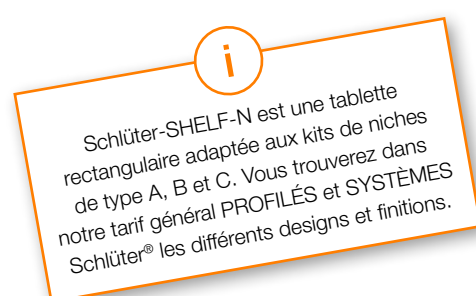 i
Schlüter-SHELF-N est une tablette
rectangulaire adaptée aux kits de niches
de type A, B et C. Vous trouverez dans
notre tarif général PROFILÉS et SYSTÈMES
Schlüter® les différents designs et finitions.